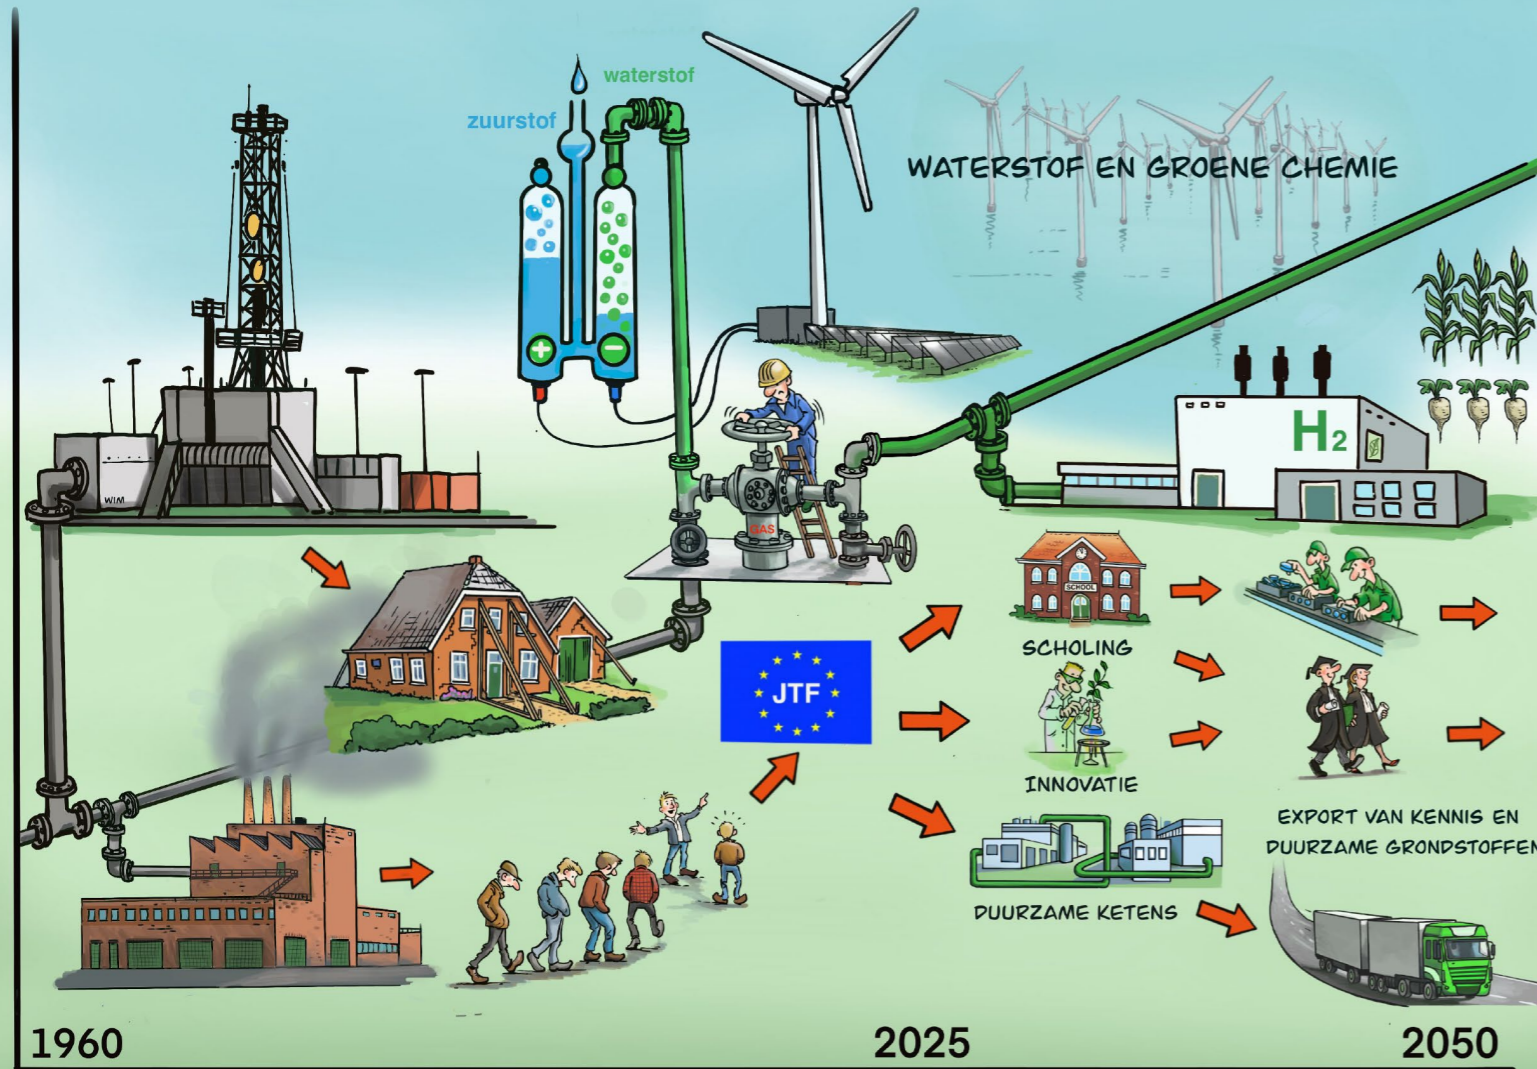 waterstof
zuurstof
WATERSTOF EN GROENE CHEMIE
H2
WIM
GAS
SCHOOL
SCHOLING
JTF
INNOVATIE
EXPORT VAN KENNIS EN
DUURZAME GRONDSTOFFEN
DUURZAME KETENS
1960
2025
2050